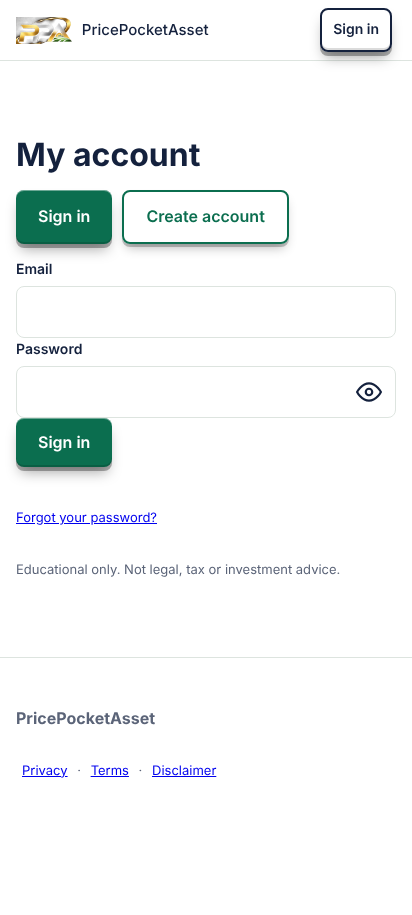 PricePocketAsset
Sign in
My account
Sign in
Create account
Email
Password
Sign in
Forgot your password?
Educational only. Not legal, tax or investment advice.
PricePocketAsset
Privacy · Terms · Disclaimer